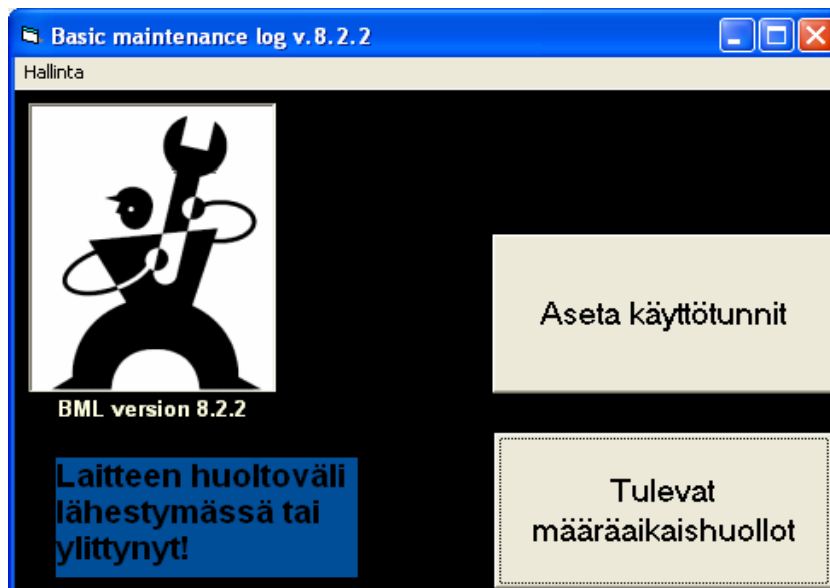 Basic maintenance log v.8.2.2
Hallinta
Aseta käyttötunnit
BML version 8.2.2
Laitteen huoltoväli
lähestymässä tai
ylittynyt!
Tulevat
määräaikaishuollot